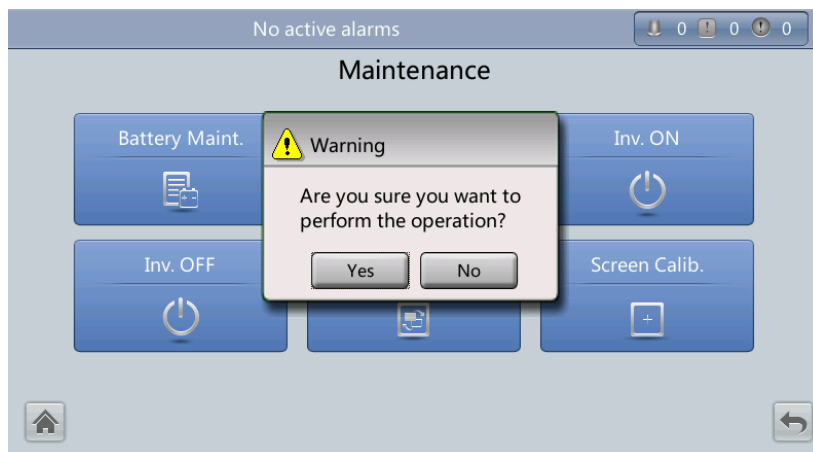 No active alarms
0 0 0
Maintenance
Battery Maint.
Warning
Are you sure you want to
perform the operation?
Yes No
Inv. ON
Inv. OFF
Screen Calib.